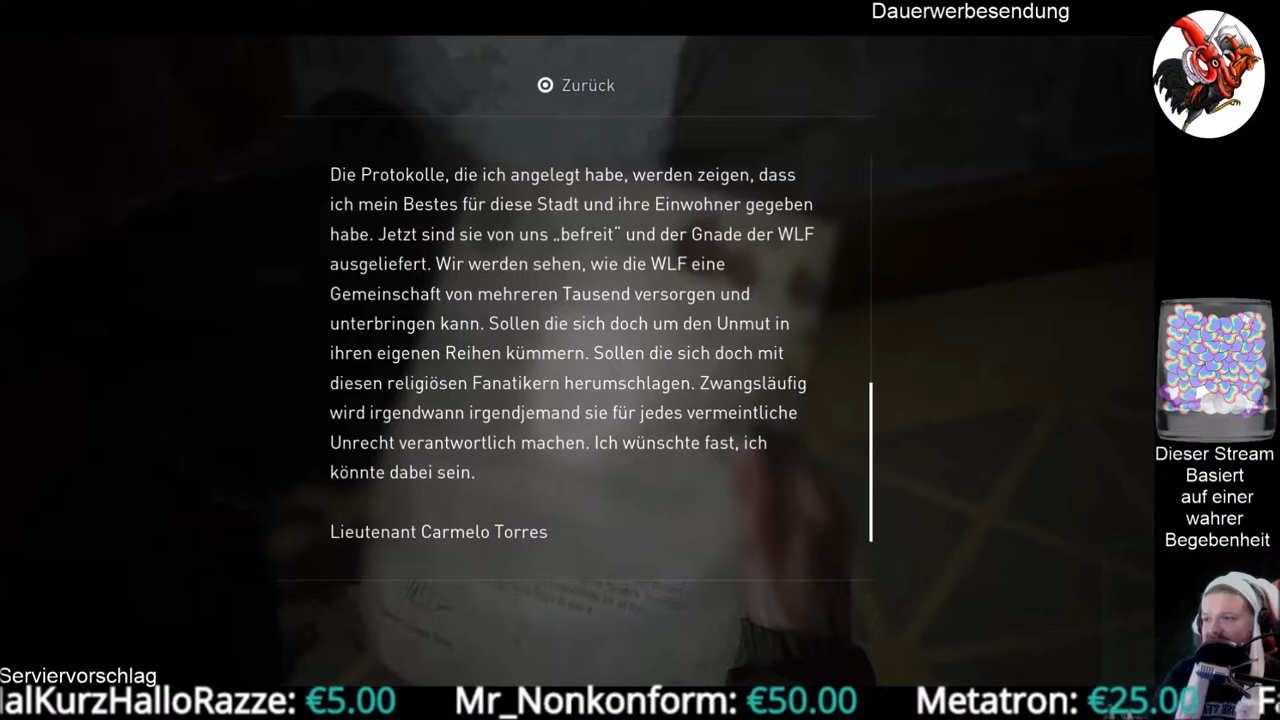 Dauerwerbesendung
Zurück
Die Protokolle, die ich angelegt habe, werden zeigen, dass
ich mein Bestes für diese Stadt und ihre Einwohner gegeben
habe. Jetzt sind sie von uns „befreit“ und der Gnade der WLF
ausgeliefert. Wir werden sehen, wie die WLF eine
Gemeinschaft von mehreren Tausend versorgen und
unterbringen kann. Sollen die sich doch um den Unmut in
ihren eigenen Reihen kümmern. Sollen die sich doch mit
diesen religiösen Fanatikern herumschlagen. Zwangsläufig
wird irgendwann irgendjemand sie für jedes vermeintliche
Unrecht verantwortlich machen. Ich wünschte fast, ich
könnte dabei sein.
Lieutenant Carmelo Torres
Dieser Stream
Basiert
auf einer
wahrer
Begebenheit
Serviervorschlag
alKurzHalloRazze: €5.00 Mr_Nonkonform: €50.00 Metatron: €25.00